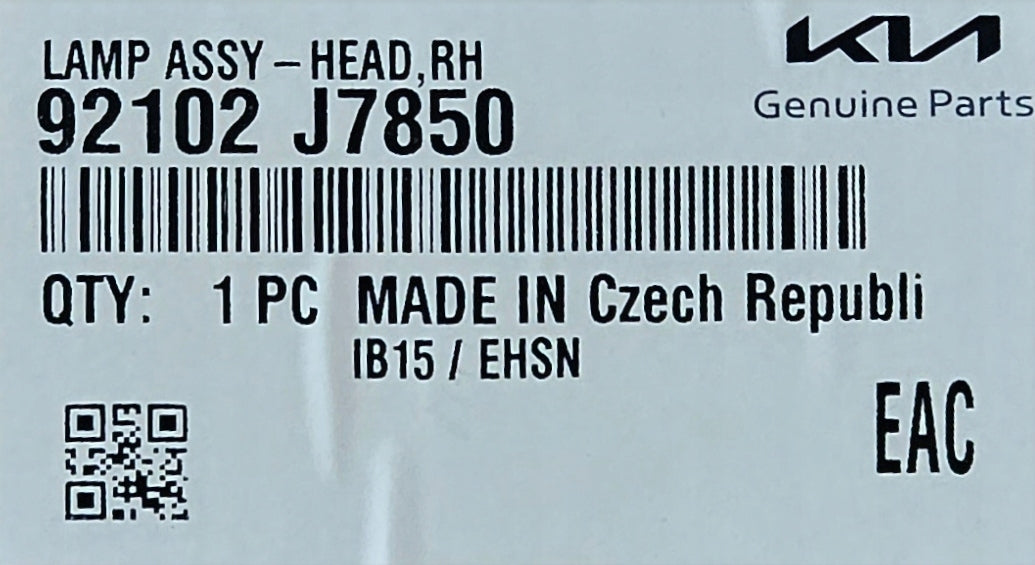 LAMP ASSY – HEAD,RH
92102 J7850
KIA
Genuine Parts
QTY: 1 PC MADE IN Czech Republi
IB15 / EHSN
EAC